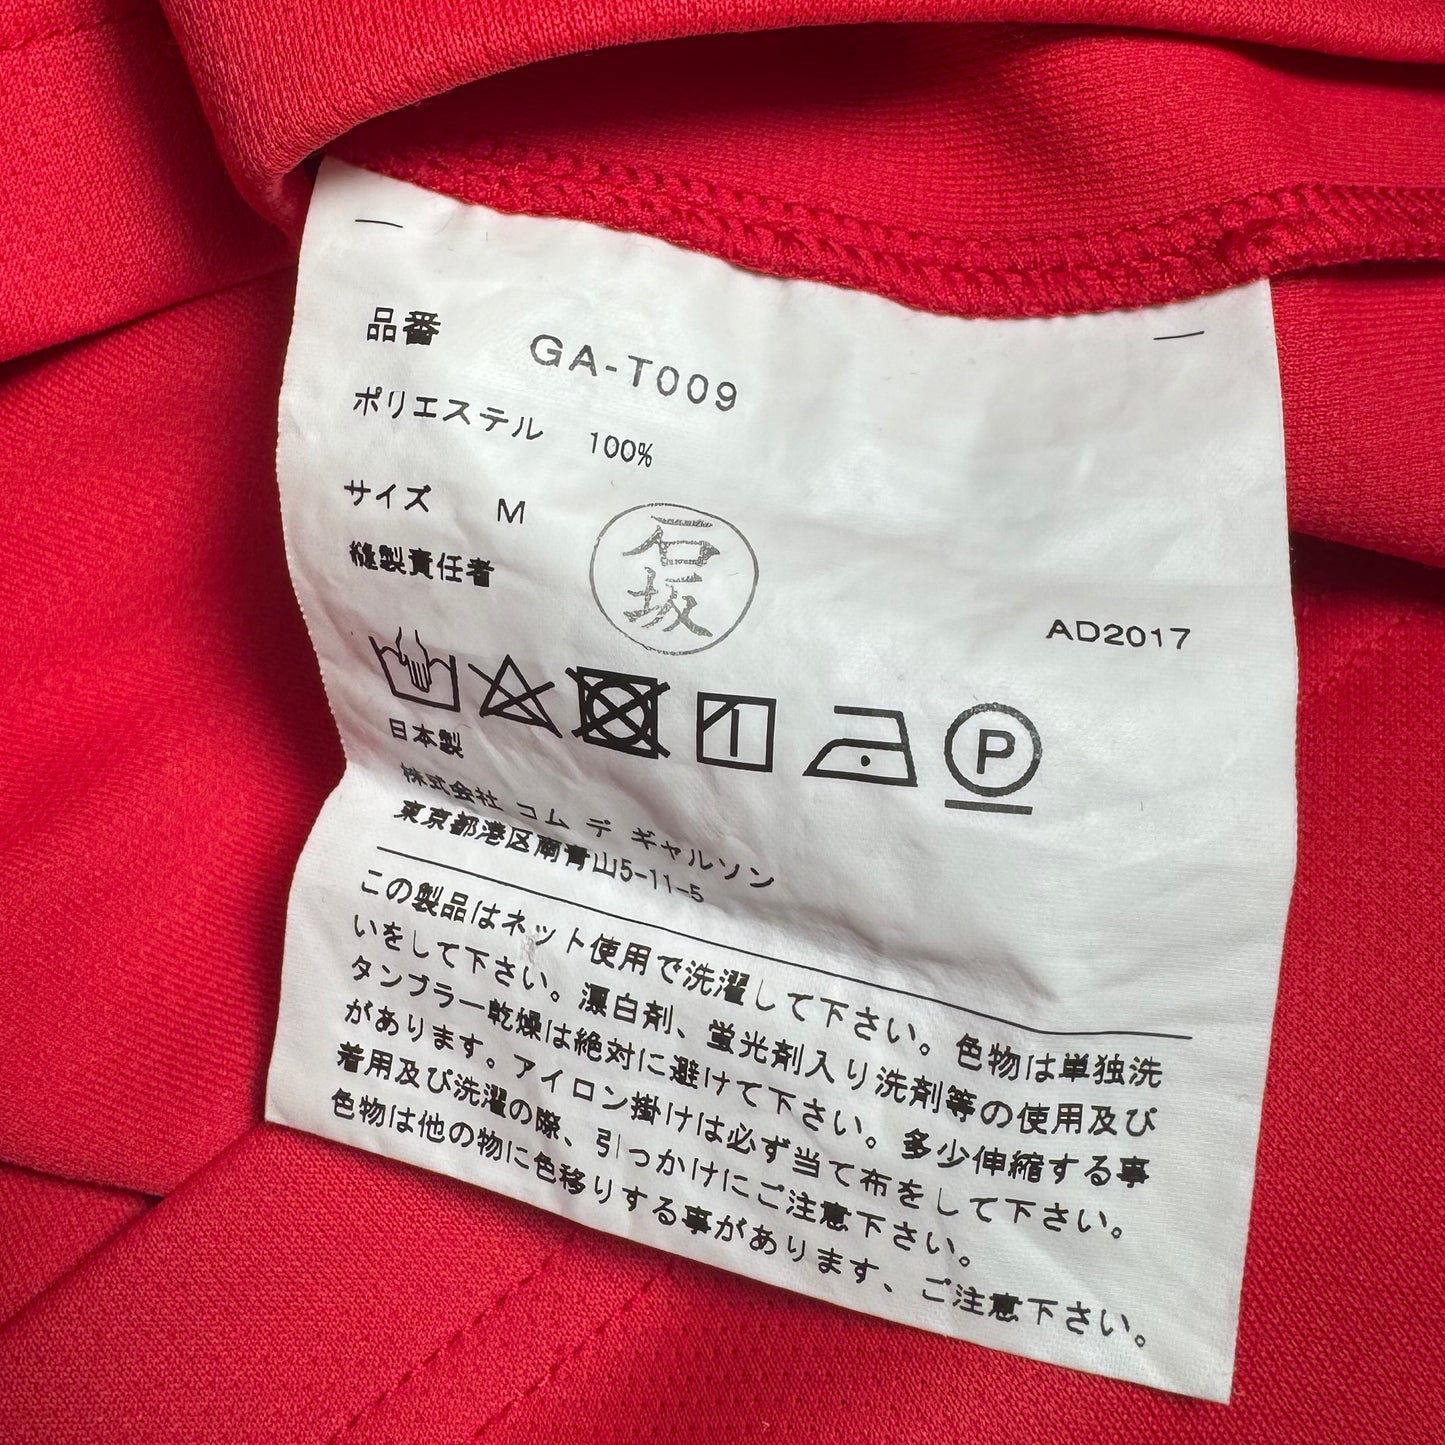 品番 GA-T009
ポリエステル 100%
サイズ M
縫製責任者 石坂
AD2017
P
日本製
株式会社 コム デ ギャルソン
東京都港区南青山5-11-5
この製品はネット使用で洗濯して下さい。色物は単独洗
いをして下さい。漂白剤、蛍光剤入り洗剤等の使用及び
タンブラー乾燥は絶対に避けて下さい。多少伸縮する事
があります。アイロン掛けは必ず当て布をして下さい。
着用及び洗濯の際、引っかけにご注意下さい。
色物は他の物に色移りする事があります、ご注意下さい。